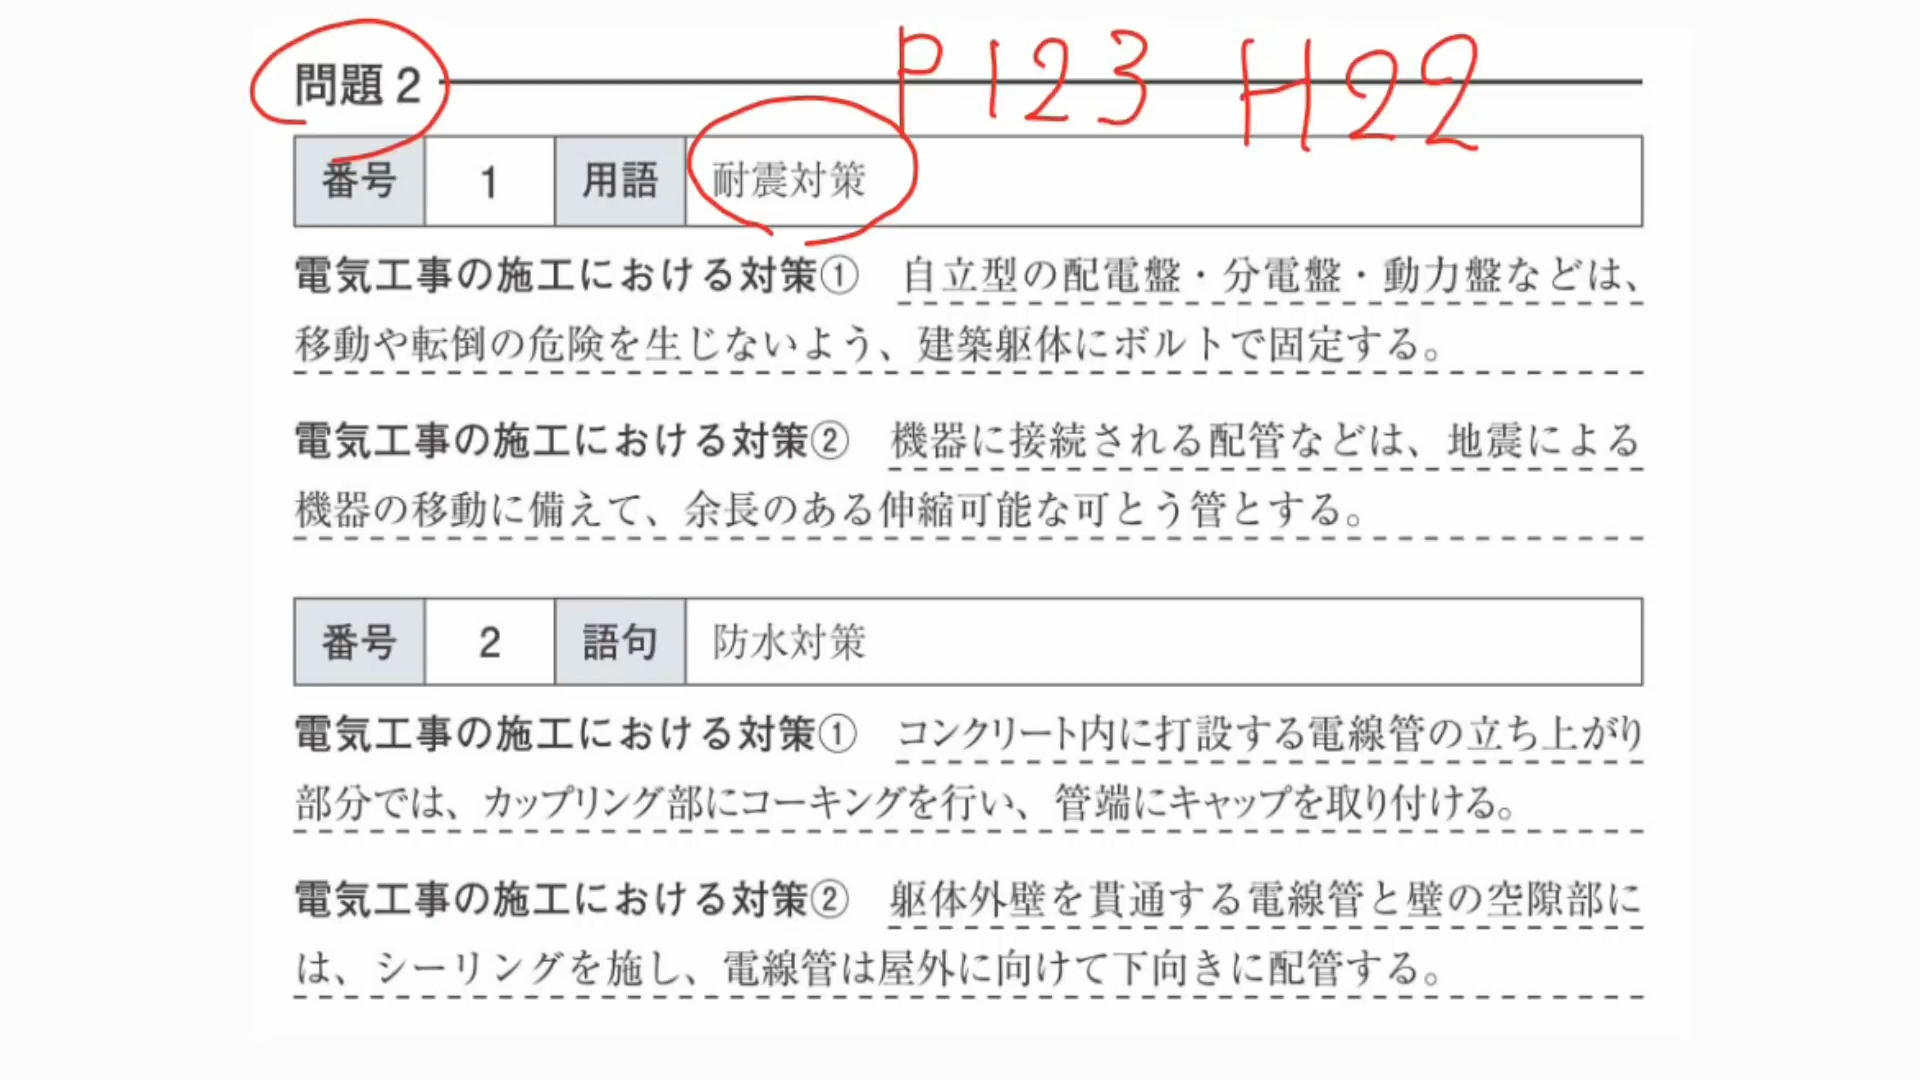 問題2 P123 H22
番号 1 用語 耐震対策
電気工事の施工における対策① 自立型の配電盤・分電盤・動力盤などは、
移動や転倒の危険を生じないよう、建築躯体にボルトで固定する。
電気工事の施工における対策② 機器に接続される配管などは、地震による
機器の移動に備えて、余長のある伸縮可能な可とう管とする。
番号 2 語句 防水対策
電気工事の施工における対策① コンクリート内に打設する電線管の立ち上がり
部分では、カップリング部にコーキングを行い、管端にキャップを取り付ける。
電気工事の施工における対策② 躯体外壁を貫通する電線管と壁の空隙部に
は、シーリングを施し、電線管は屋外に向けて下向きに配管する。